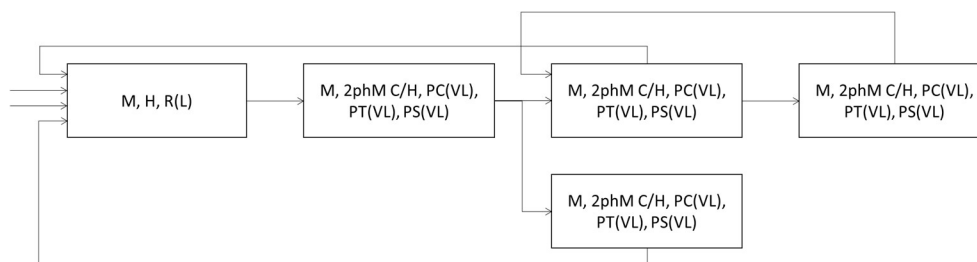 M, H, R(L)
M, 2phM C/H, PC(VL),
PT(VL), PS(VL)
M, 2phM C/H, PC(VL),
PT(VL), PS(VL)
M, 2phM C/H, PC(VL),
PT(VL), PS(VL)
M, 2phM C/H, PC(VL),
PT(VL), PS(VL)